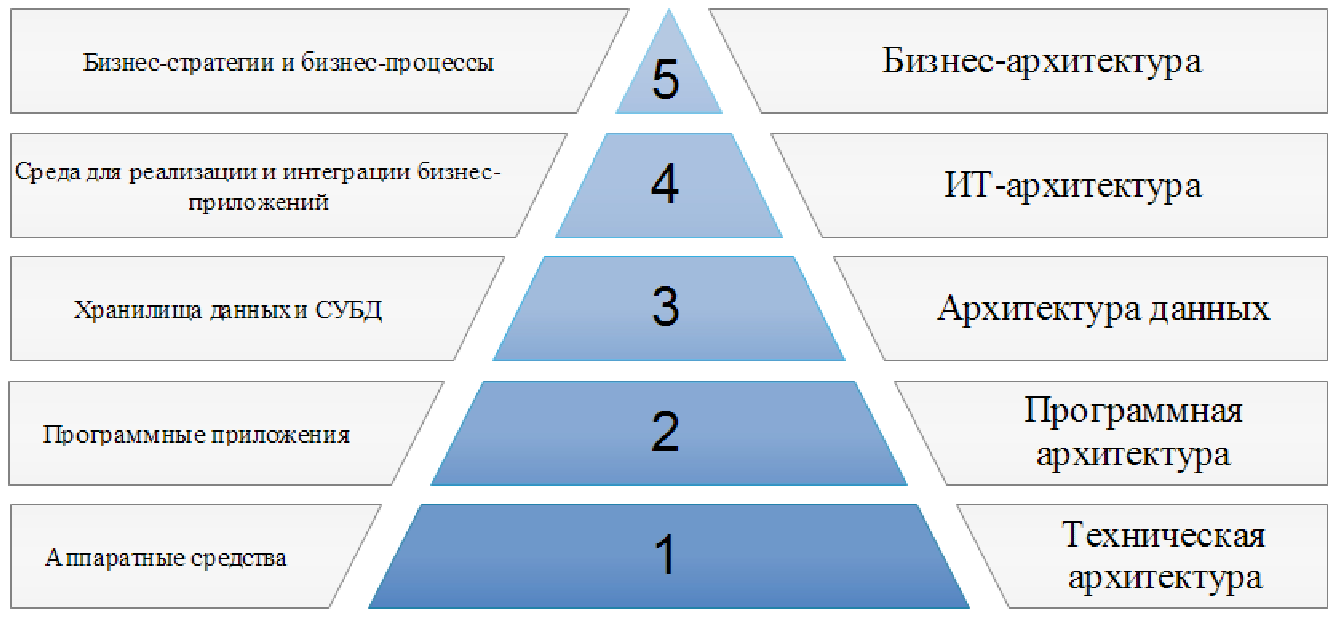 Бизнес-стратегии и бизнес-процессы
5
Бизнес-архитектура
Среда для реализации и интеграции бизнес-
приложений
4
ИТ-архитектура
Хранилища данных и СУБД
3
Архитектура данных
Программные приложения
2
Программная
архитектура
Аппаратные средства
1
Техническая
архитектура